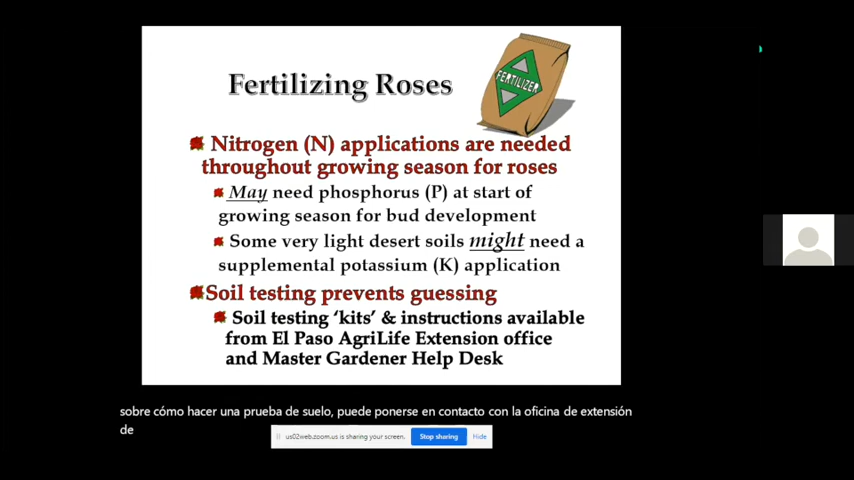 Fertilizing Roses
FERTILIZER
Nitrogen (N) applications are needed
throughout growing season for roses
May need phosphorus (P) at start of
growing season for bud development
Some very light desert soils might need a
supplemental potassium (K) application
Soil testing prevents guessing
Soil testing ‘kits’ & instructions available
from El Paso AgriLife Extension office
and Master Gardener Help Desk
sobre cómo hacer una prueba de suelo, puede ponerse en contacto con la oficina de extensión
de
us02web.zoom.us is sharing your screen. Stop sharing Hide